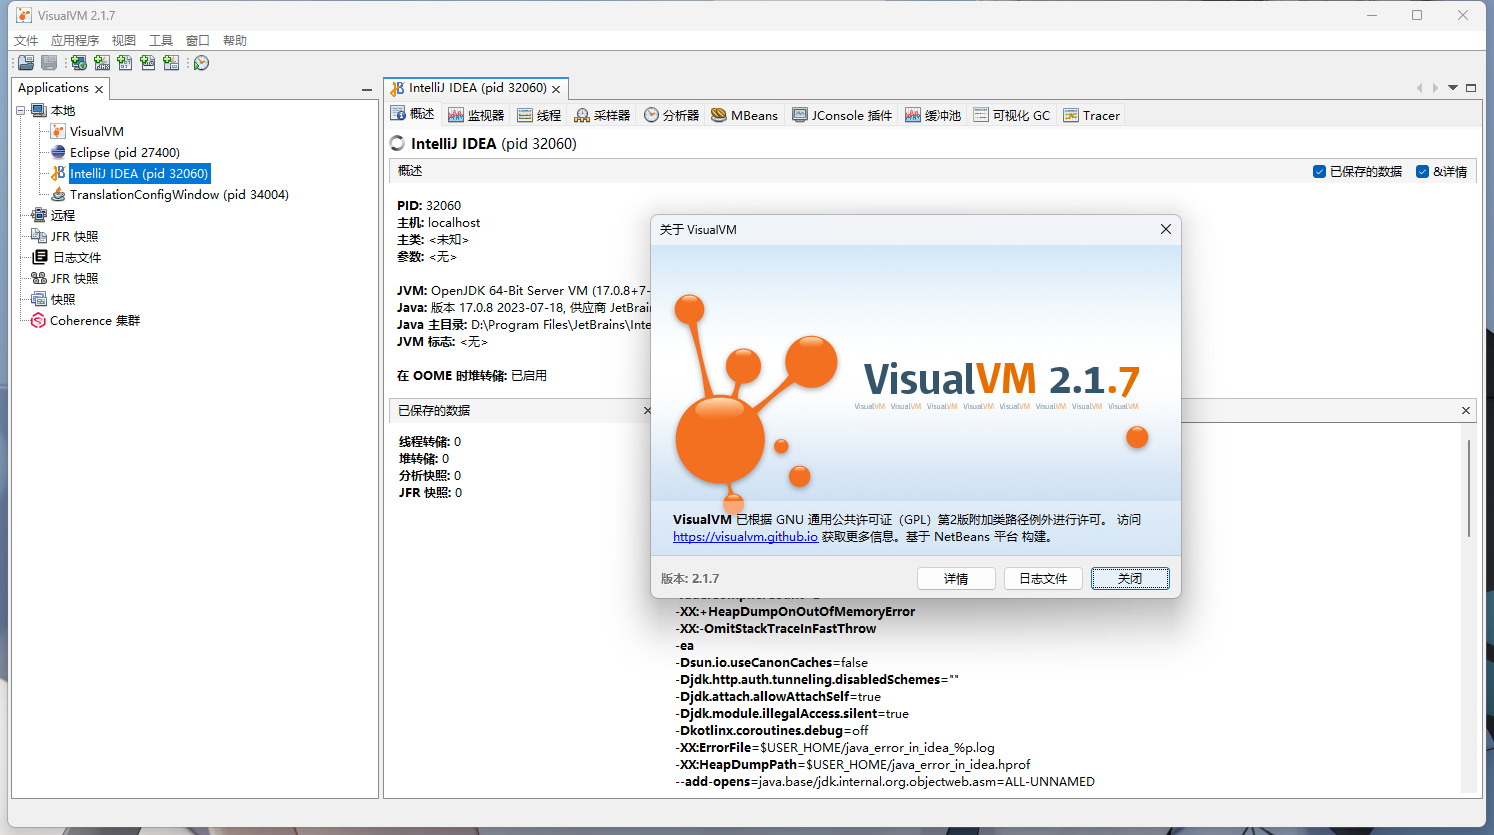 VisualVM 2.1.7
文件 应用程序 视图 工具 窗口 帮助
Applications
本地
VisualVM
Eclipse (pid 27400)
IntelliJ IDEA (pid 32060)
TranslationConfigWindow (pid 34004)
远程
JFR 快照
日志文件
JFR 快照
快照
Coherence 集群
IntelliJ IDEA (pid 32060)
概述 监视器 线程 采样器 分析器 MBeans JConsole 插件 缓冲池 可视化 GC Tracer
IntelliJ IDEA (pid 32060)
概述 已保存的数据 &详情
PID: 32060
主机: localhost
主类: <未知>
参数: <无>
JVM: OpenJDK 64-Bit Server VM (17.0.8+7-
Java: 版本 17.0.8 2023-07-18, 供应商 JetBrai
Java 主目录: D:\Program Files\JetBrains\Inte
JVM 标志: <无>
在 OOME 时堆转储: 已启用
已保存的数据
线程转储: 0
堆转储: 0
分析快照: 0
JFR 快照: 0
关于 VisualVM
VisualVM 2.1.7
VisualVM VisualVM VisualVM VisualVM VisualVM VisualVM VisualVM VisualVM
VisualVM 已根据 GNU 通用公共许可证（GPL）第2版附加类路径例外进行许可。 访问
https://visualvm.github.io 获取更多信息。基于 NetBeans 平台 构建。
版本: 2.1.7
详情 日志文件 关闭
-XX:+HeapDumpOnOutOfMemoryError
-XX:-OmitStackTraceInFastThrow
-ea
-Dsun.io.useCanonCaches=false
-Djdk.http.auth.tunneling.disabledSchemes=""
-Djdk.attach.allowAttachSelf=true
-Djdk.module.illegalAccess.silent=true
-Dkotlinx.coroutines.debug=off
-XX:ErrorFile=$USER_HOME/java_error_in_idea_%p.log
-XX:HeapDumpPath=$USER_HOME/java_error_in_idea.hprof
--add-opens=java.base/jdk.internal.org.objectweb.asm=ALL-UNNAMED